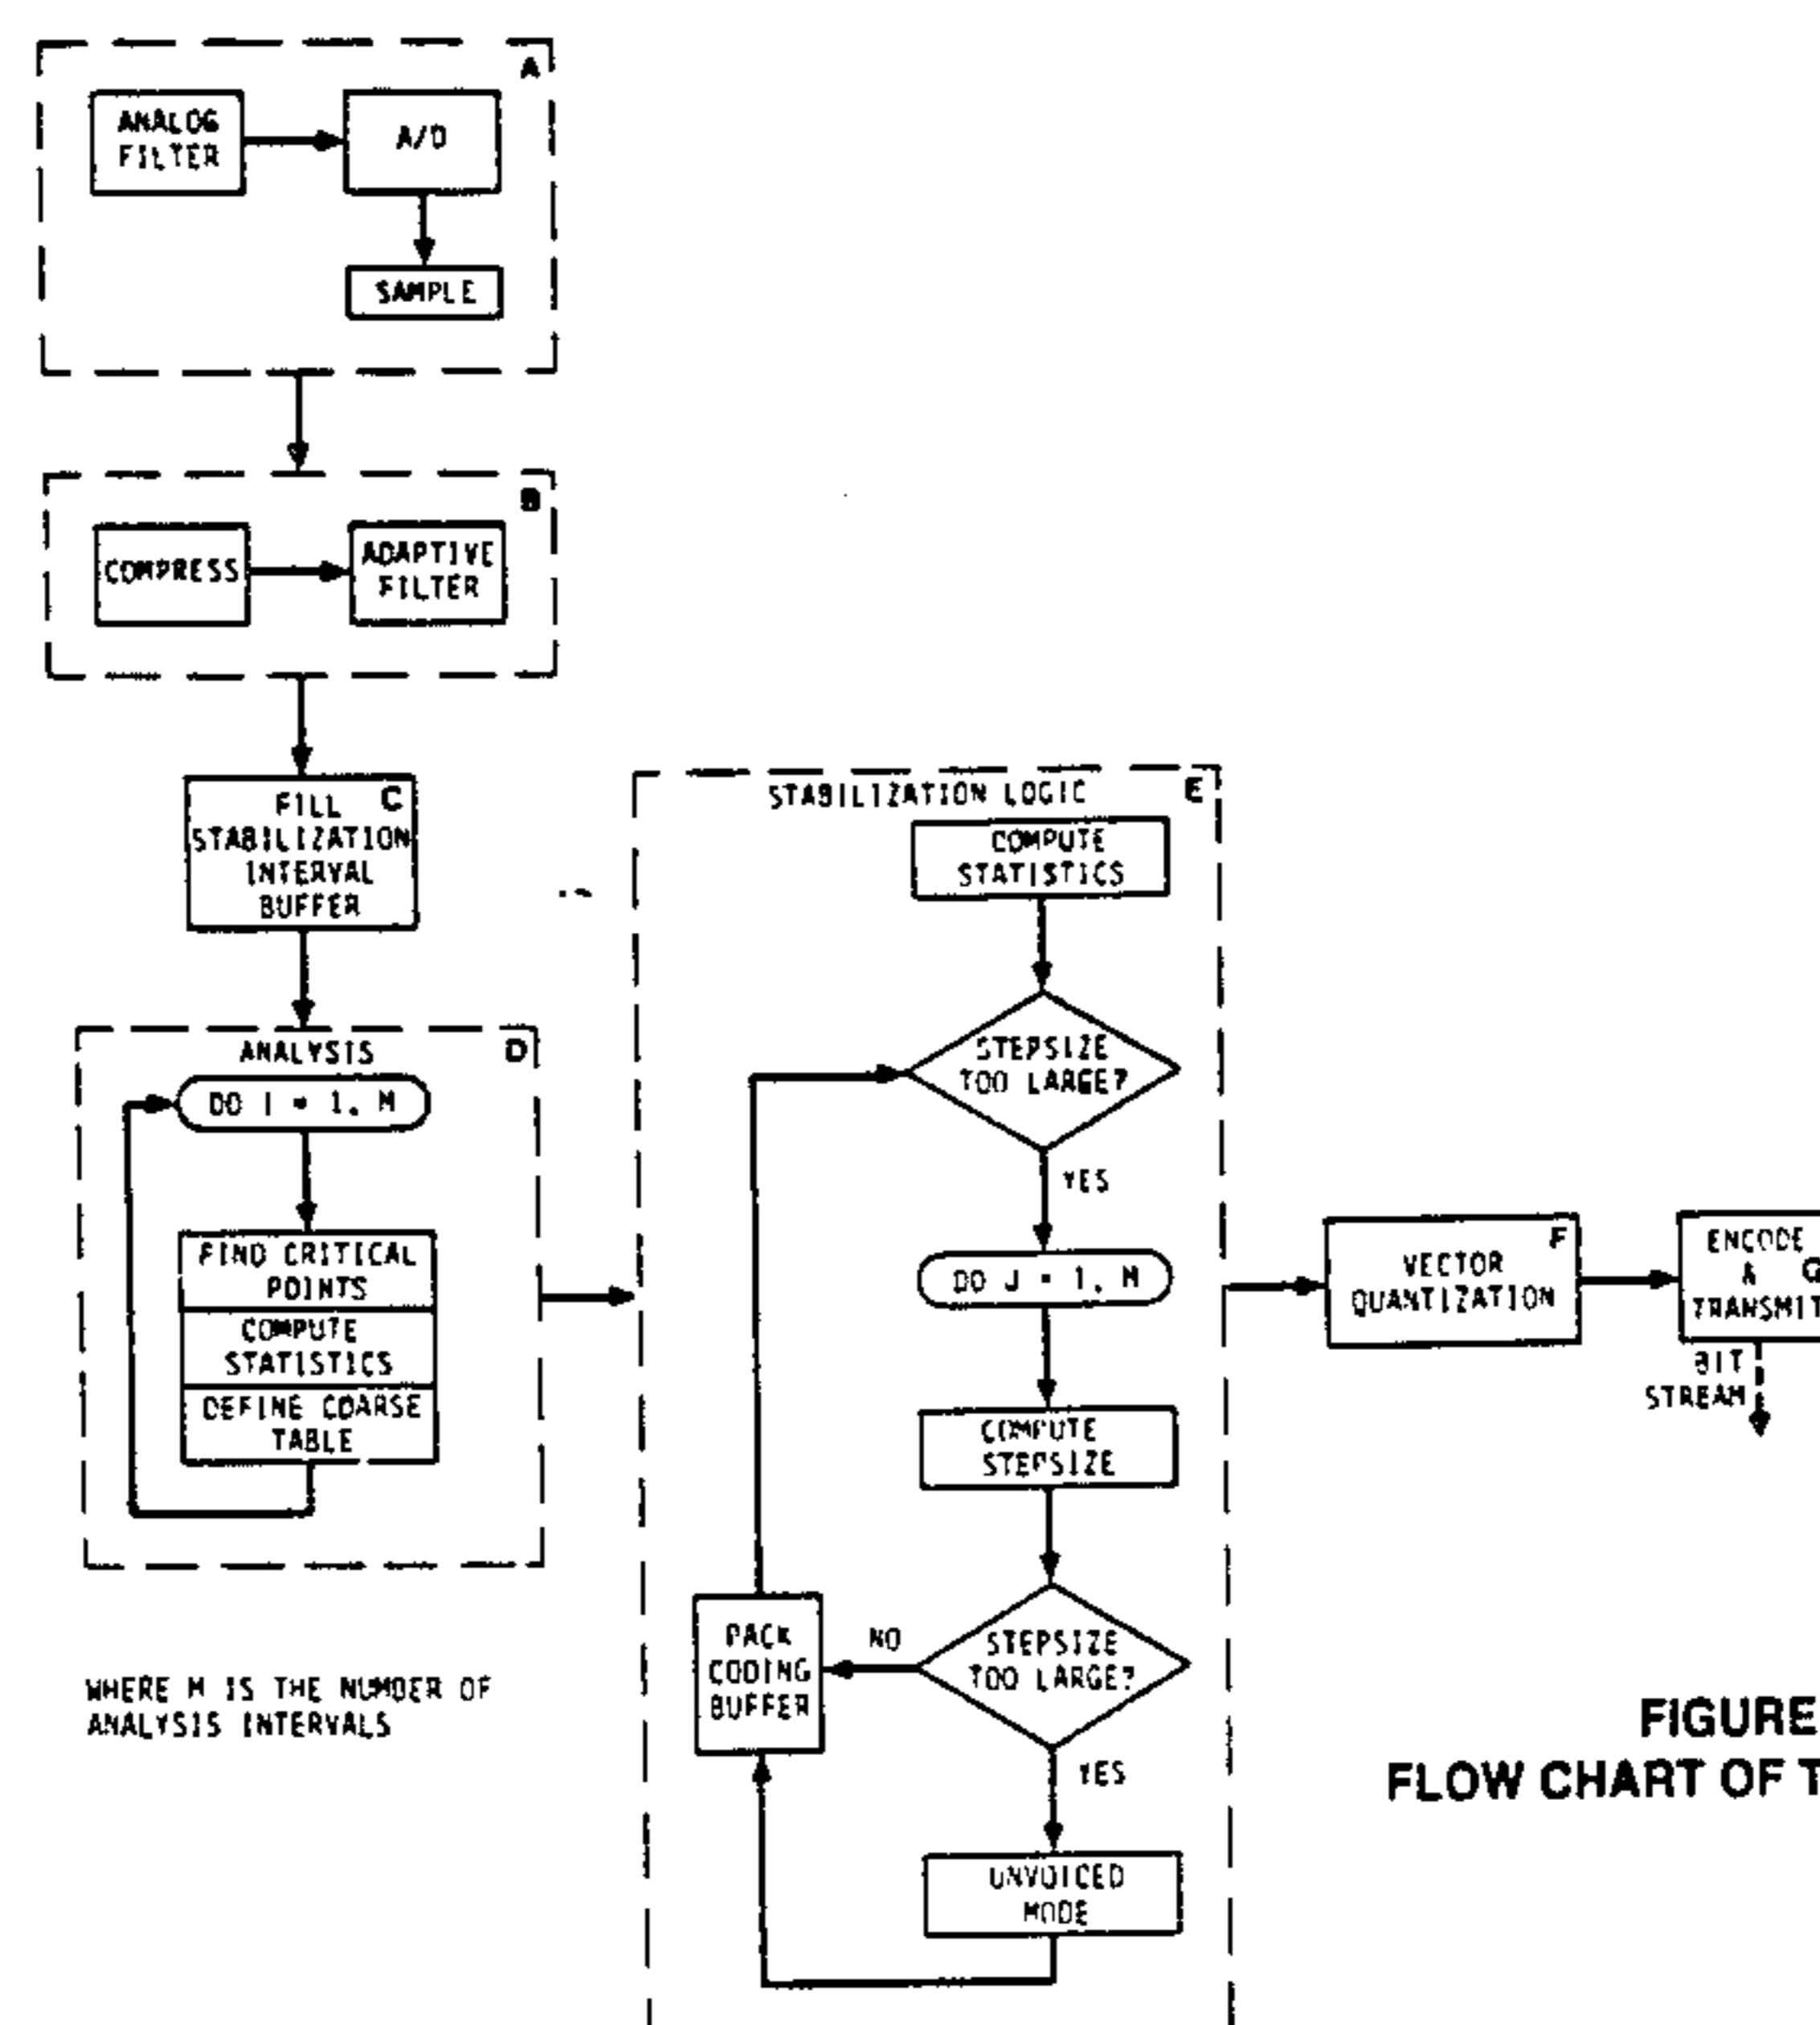 A
ANALOG
FILTER
A/D
SAMPLE
B
COMPRESS
ADAPTIVE
FILTER
C
FILL
STABILIZATION
INTERVAL
BUFFER
ANALYSIS
D
DO I = 1, M
FIND CRITICAL
POINTS
COMPUTE
STATISTICS
DEFINE COARSE
TABLE
WHERE M IS THE NUMBER OF
ANALYSIS INTERVALS
STABILIZATION LOGIC
E
COMPUTE
STATISTICS
STEPSIZE
TOO LARGE?
YES
DO J = 1, M
COMPUTE
STEPSIZE
STEPSIZE
TOO LARGE?
NO
PACK
CODING
BUFFER
YES
UNVOICED
MODE
F
VECTOR
QUANTIZATION
ENCODE
&
G
TRANSMIT
BIT
STREAM
FIGURE
FLOW CHART OF T